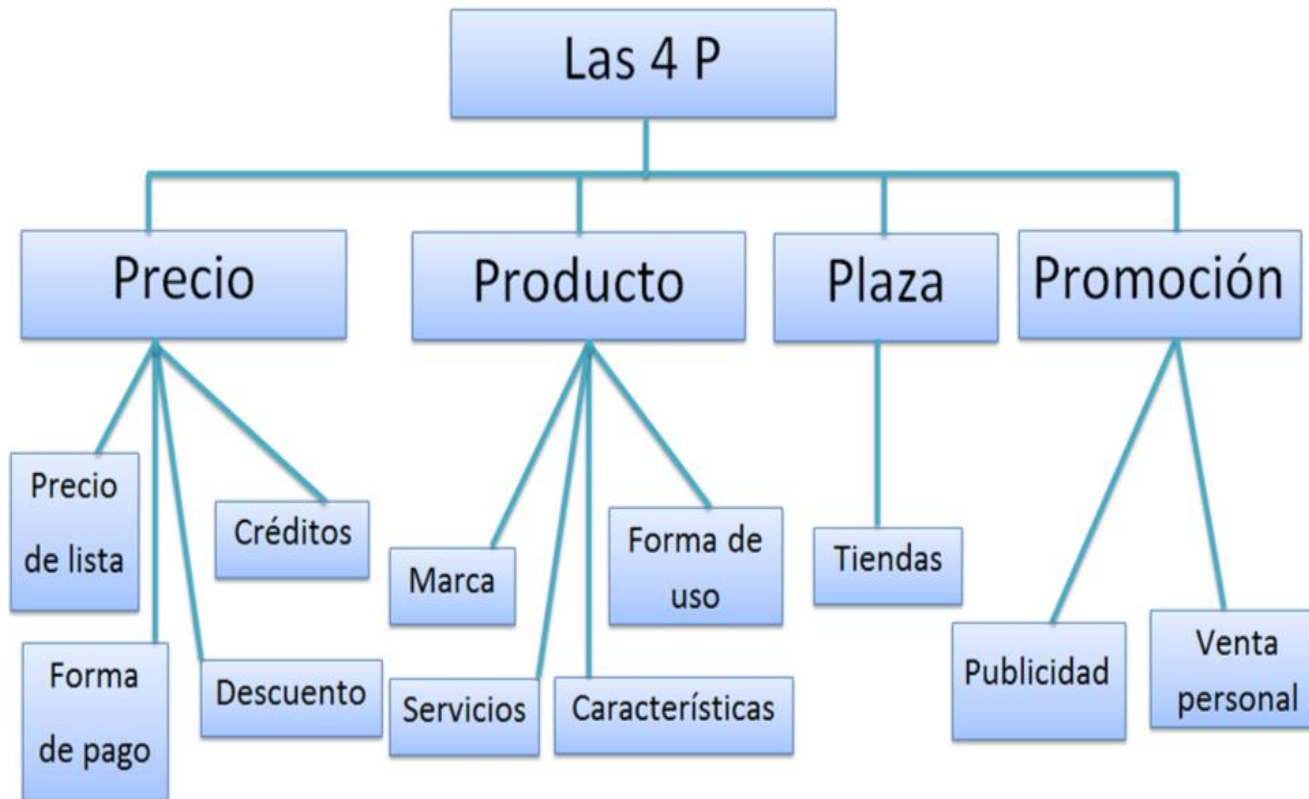 Las 4 P
Precio
Producto
Plaza
Promoción
Precio
de lista
Créditos
Forma
de pago
Descuento
Marca
Forma de
uso
Servicios
Características
Tiendas
Publicidad
Venta
personal